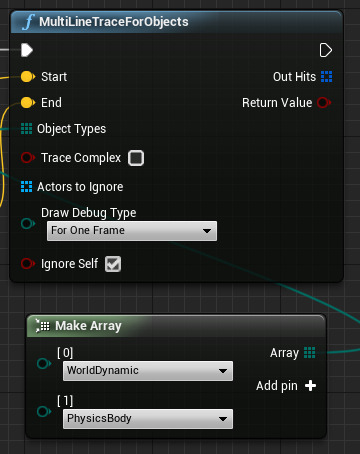 MultiLineTraceForObjects
Start
Out Hits
End
Return Value
Object Types
Trace Complex
Actors to Ignore
Draw Debug Type
For One Frame
Ignore Self
Make Array
[0]
WorldDynamic
Array
Add pin
[1]
PhysicsBody